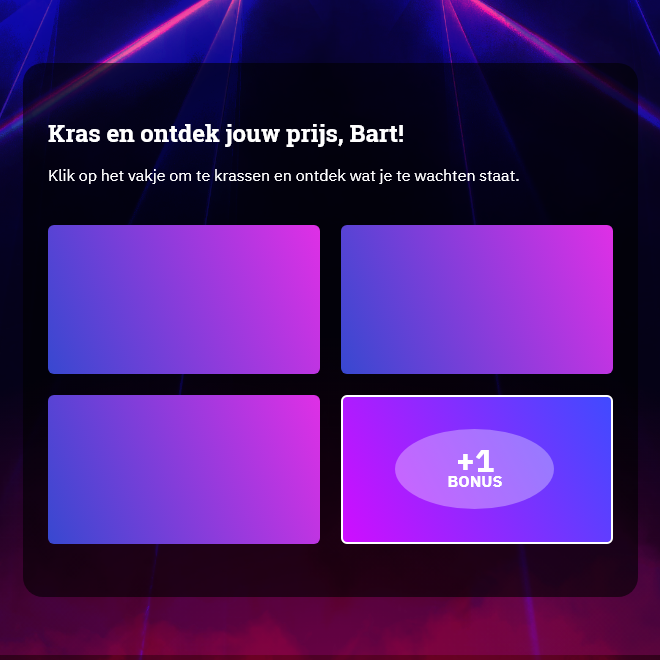 Kras en ontdek jouw prijs, Bart!
Klik op het vakje om te krassen en ontdek wat je te wachten staat.
+1
BONUS